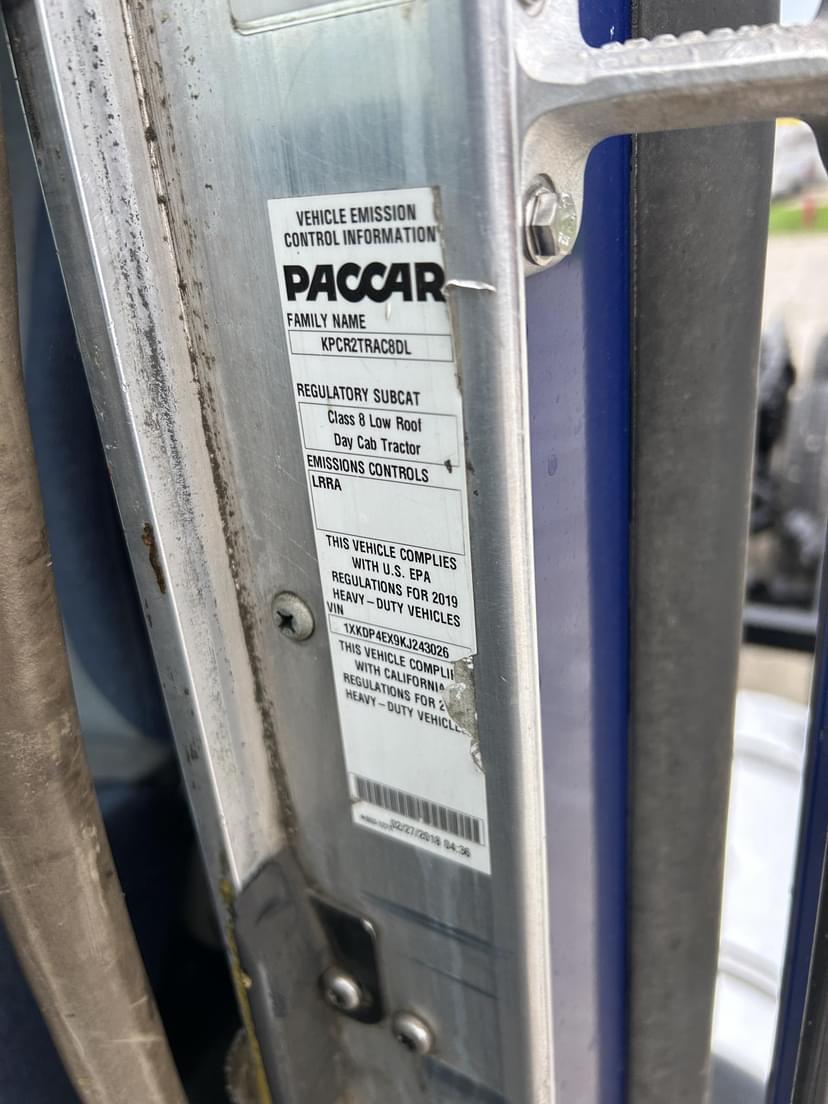 VEHICLE EMISSION
CONTROL INFORMATION
PACCAR
FAMILY NAME
KPCR2TRAC8DL
REGULATORY SUBCAT
Class 8 Low Roof
Day Cab Tractor
EMISSIONS CONTROLS
LRRA
THIS VEHICLE COMPLIES
WITH U.S. EPA
REGULATIONS FOR 2019
HEAVY-DUTY VEHICLES
VIN
1XKDP4EX9KJ243026
THIS VEHICLE COMPLI
WITH CALIFORNIA
REGULATIONS FOR 2
HEAVY-DUTY VEHICLE
02/27/2018 04:36